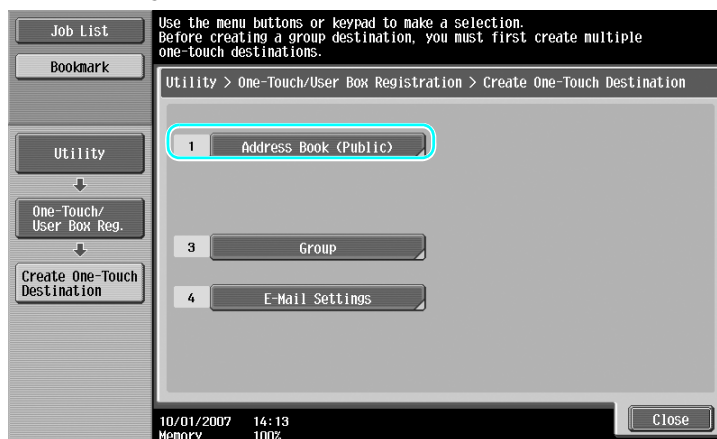 Job List
Bookmark
Utility
One-Touch/
User Box Reg.
Create One-Touch
Destination
Use the menu buttons or keypad to make a selection.
Before creating a group destination, you must first create multiple
one-touch destinations.
Utility > One-Touch/User Box Registration > Create One-Touch Destination
1 Address Book (Public)
3 Group
4 E-Mail Settings
10/01/2007 14:13
Memory 100%
Close